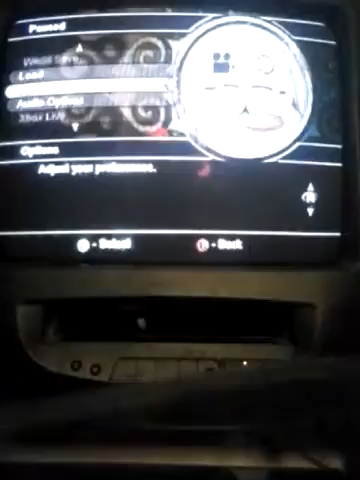 Paused
Load
Audio Options
Xbox Live
Options
Adjust your preferences.
- Select
- Back